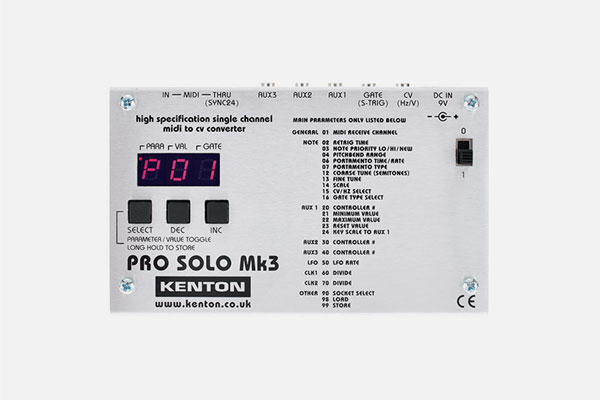 IN — MIDI — THRU
(SYNC24)
AUX3
AUX2
AUX1
GATE
(S-TRIG)
CV
(Hz/V)
DC IN
9V
- +
high specification single channel
midi to cv converter
PARA VAL GATE
P01
SELECT DEC INC
PARAMETER / VALUE TOGGLE
LONG HOLD TO STORE
PRO SOLO Mk3
KENTON
www.kenton.co.uk
MAIN PARAMETERS ONLY LISTED BELOW
GENERAL 01 MIDI RECEIVE CHANNEL
NOTE 02 RETRIG TIME
03 NOTE PRIORITY LO/HI/NEW
04 PITCHBEND RANGE
06 PORTAMENTO TIME/RATE
07 PORTAMENTO TYPE
12 COARSE TUNE (SEMITONES)
13 FINE TUNE
14 SCALE
15 CV/HZ SELECT
16 GATE TYPE SELECT
AUX 1 20 CONTROLLER #
21 MINIMUM VALUE
22 MAXIMUM VALUE
23 RESET VALUE
24 KEY SCALE TO AUX 1
AUX2 30 CONTROLLER #
AUX3 40 CONTROLLER #
LFO 50 LFO RATE
CLK1 60 DIVIDE
CLK2 70 DIVIDE
OTHER 90 SOCKET SELECT
98 LOAD
99 STORE
0
1
CE